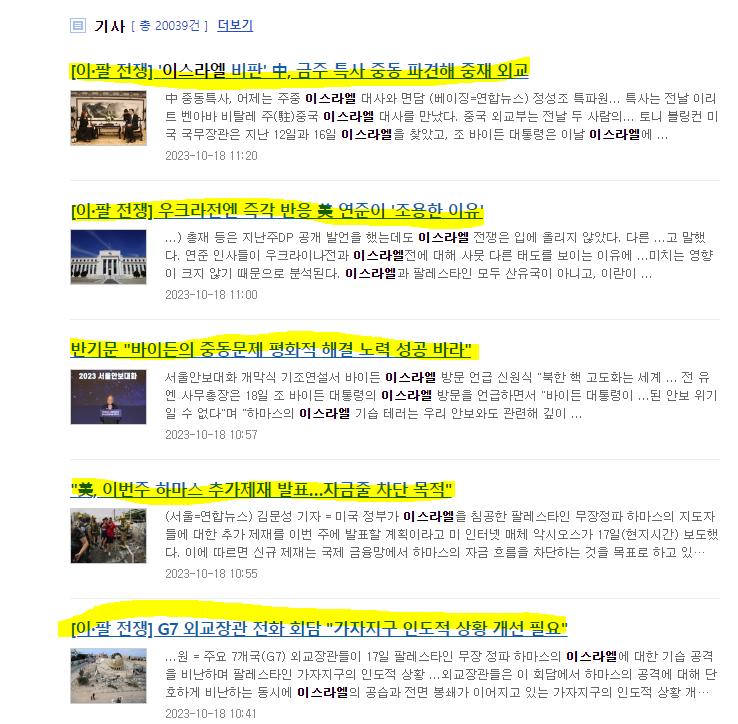 기사 [ 총 20039건 ] 더보기
[이·팔 전쟁] '이스라엘 비판' 中, 금주 특사 중동 파견해 중재 외교
中 중동특사, 어제는 주중 이스라엘 대사와 면담 (베이징=연합뉴스) 정성조 특파원... 특사는 전날 이리
트 벤아바 비탈레 주(駐)중국 이스라엘 대사를 만났다. 중국 외교부는 전날 두 사람의... 토니 블링컨 미
국 국무장관은 지난 12일과 16일 이스라엘을 찾았고, 조 바이든 대통령은 이날 이스라엘에 ...
2023-10-18 11:20
[이·팔 전쟁] 우크라전엔 즉각 반응 美 연준이 '조용한 이유'
...) 총재 등은 지난주DP 공개 발언을 했는데도 이스라엘 전쟁은 입에 올리지 않았다. 다른 ...고 말했
다. 연준 인사들이 우크라이나전과 이스라엘전에 대해 사뭇 다른 태도를 보이는 이유에 ...미치는 영향
이 크지 않기 때문으로 분석된다. 이스라엘과 팔레스타인 모두 산유국이 아니고, 이란이 ...
2023-10-18 11:00
반기문 "바이든의 중동문제 평화적 해결 노력 성공 바라"
2023 서울안보대화
서울안보대화 개막식 기조연설서 바이든 이스라엘 방문 언급 신원식 "북한 핵 고도화는 세계 ... 전 유
엔 사무총장은 18일 조 바이든 대통령의 이스라엘 방문을 언급하면서 "바이든 대통령이 ...된 안보 위기
일 수 없다"며 "하마스의 이스라엘 기습 테러는 우리 안보와도 관련해 깊이 ...
2023-10-18 10:57
"美, 이번주 하마스 추가제재 발표...자금줄 차단 목적"
(서울=연합뉴스) 김문성 기자 = 미국 정부가 이스라엘을 침공한 팔레스타인 무장정파 하마스의 지도자
들에 대한 추가 제재를 이번 주에 발표할 계획이라고 미 인터넷 매체 악시오스가 17일(현지시간) 보도했
다. 이에 따르면 신규 제재는 국제 금융망에서 하마스의 자금 흐름을 차단하는 것을 목표로 하고 있...
2023-10-18 10:55
[이·팔 전쟁] G7 외교장관 전화 회담 "가자지구 인도적 상황 개선 필요"
...원 = 주요 7개국(G7) 외교장관들이 17일 팔레스타인 무장 정파 하마스의 이스라엘에 대한 기습 공격
을 비난하며 팔레스타인 가자지구의 인도적 상황 ...외교장관들은 이 회담에서 하마스의 공격에 대해 단
호하게 비난하는 동시에 이스라엘의 공습과 전면 봉쇄가 이어지고 있는 가자지구의 인도적 상황 개...
2023-10-18 10:41